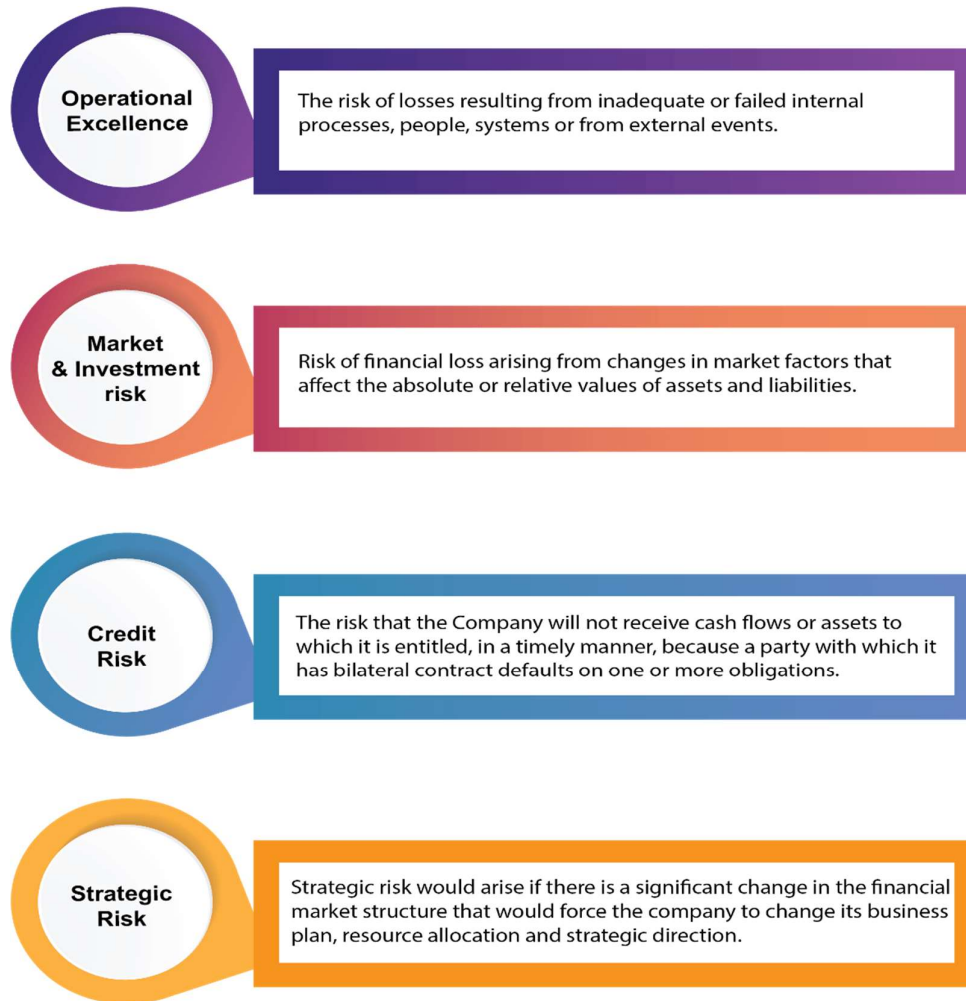 Operational
Excellence
The risk of losses resulting from inadequate or failed internal
processes, people, systems or from external events.
Market
& Investment
risk
Risk of financial loss arising from changes in market factors that
affect the absolute or relative values of assets and liabilities.
Credit
Risk
The risk that the Company will not receive cash flows or assets to
which it is entitled, in a timely manner, because a party with which it
has bilateral contract defaults on one or more obligations.
Strategic
Risk
Strategic risk would arise if there is a significant change in the financial
market structure that would force the company to change its business
plan, resource allocation and strategic direction.